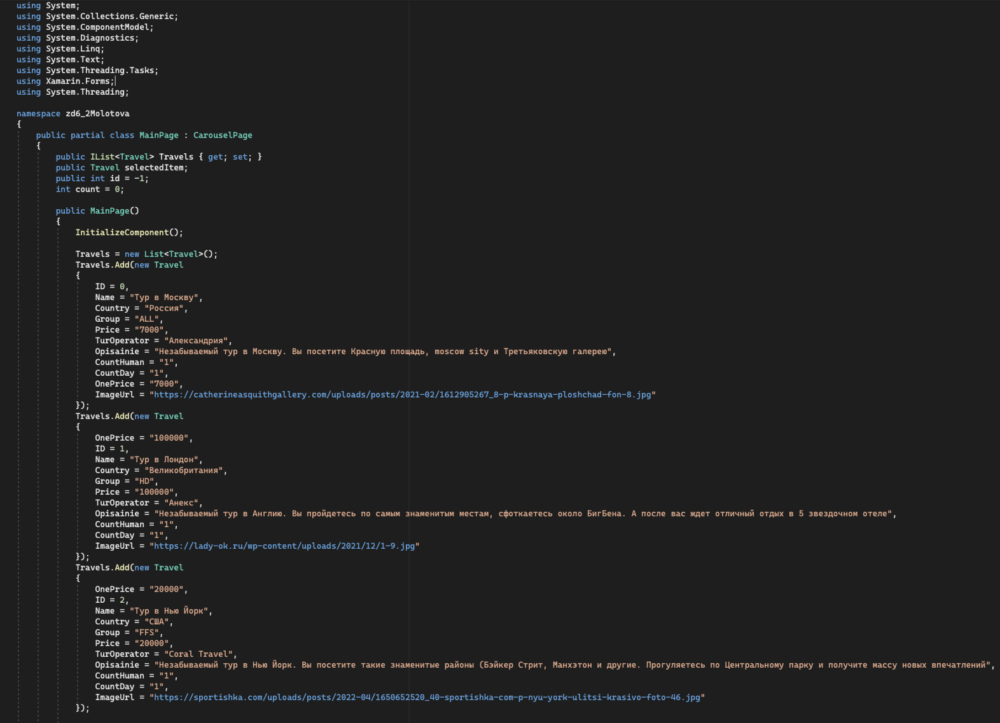 using System;
using System.Collections.Generic;
using System.ComponentModel;
using System.Diagnostics;
using System.Linq;
using System.Text;
using System.Threading.Tasks;
using Xamarin.Forms;
using System.Threading;
namespace zd6_2Molotova
{
public partial class MainPage : CarouselPage
{
public IList<Travel> Travels { get; set; }
public Travel selectedItem;
public int id = -1;
int count = 0;
public MainPage()
{
InitializeComponent();
Travels = new List<Travel>();
Travels.Add(new Travel
{
ID = 0,
Name = "Тур в Москву",
Country = "Россия",
Group = "ALL",
Price = "7000",
TurOperator = "Александрия",
Opisainie = "Незабываемый тур в Москву. Вы посетите Красную площадь, moscow sity и Третьяковскую галерею",
CountHuman = "1",
CountDay = "1",
OnePrice = "7000",
ImageUrl = "https://catherineasquithgallery.com/uploads/posts/2021-02/1612905267_8-p-krasnaya-ploshchad-fon-8.jpg"
});
Travels.Add(new Travel
{
OnePrice = "100000",
ID = 1,
Name = "Тур в Лондон",
Country = "Великобритания",
Group = "HD",
Price = "100000",
TurOperator = "Анекс",
Opisainie = "Незабываемый тур в Англию. Вы пройдетесь по самым знаменитым местам, сфоткаетесь около БигБена. А после вас ждет отличный отдых в 5 звездочном отеле",
CountHuman = "1",
CountDay = "1",
ImageUrl = "https://lady-ok.ru/wp-content/uploads/2021/12/1-9.jpg"
});
Travels.Add(new Travel
{
OnePrice = "20000",
ID = 2,
Name = "Тур в Нью Йорк",
Country = "США",
Group = "FFS",
Price = "20000",
TurOperator = "Coral Travel",
Opisainie = "Незабываемый тур в Нью Йорк. Вы посетите такие знаменитые районы (Бэйкер Стрит, Манхэтон и другие. Прогуляетесь по Центральному парку и получите массу новых впечатлений",
CountHuman = "1",
CountDay = "1",
ImageUrl = "https://sportishka.com/uploads/posts/2022-04/1650652520_40-sportishka-com-p-nyu-york-ulitsi-krasivo-foto-46.jpg"
});